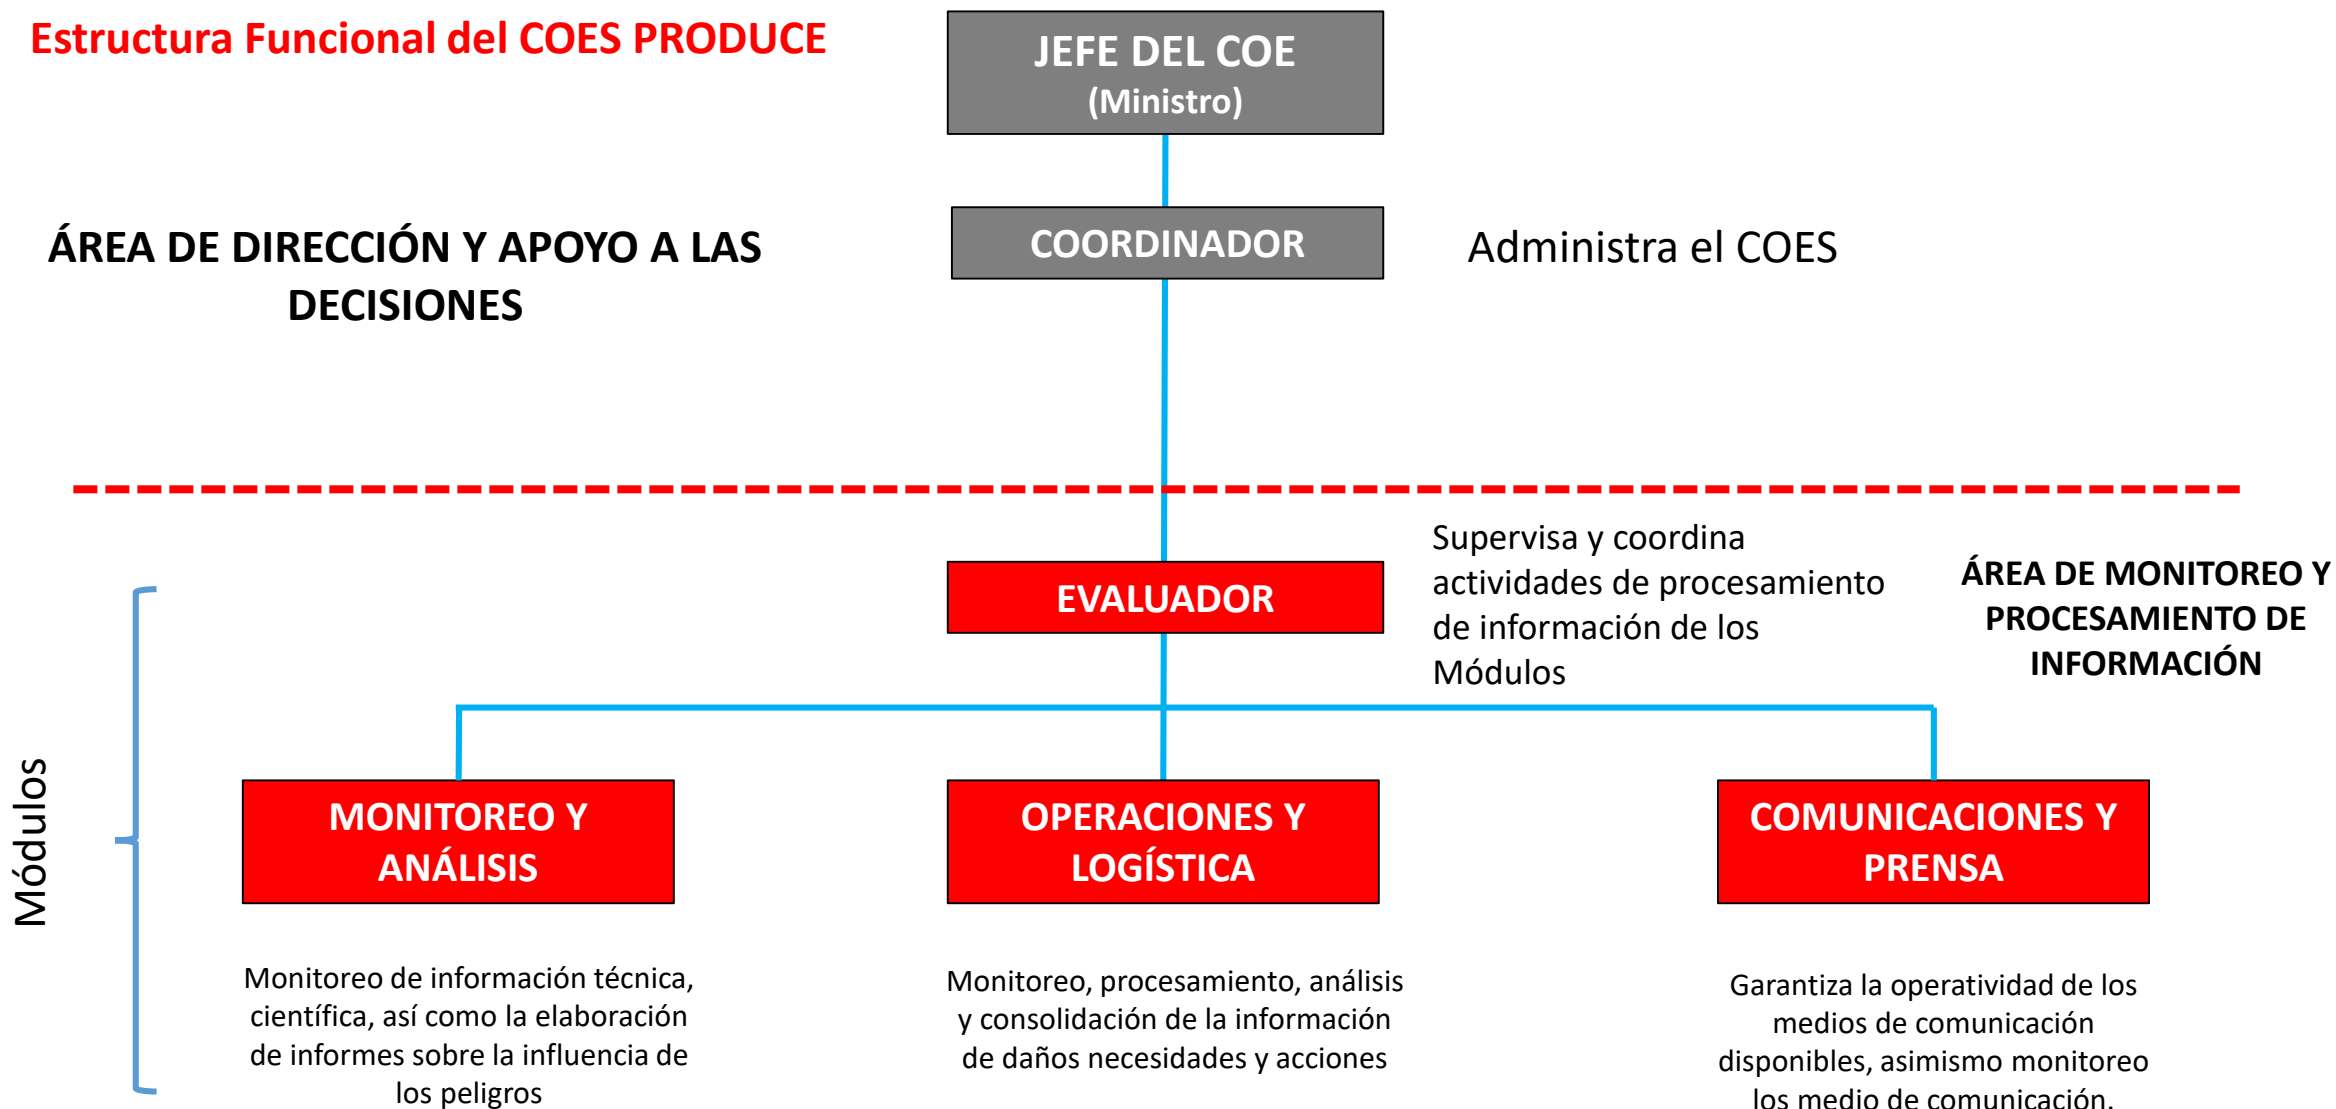 Estructura Funcional del COES PRODUCE
JEFE DEL COE
(Ministro)
ÁREA DE DIRECCIÓN Y APOYO A LAS
DECISIONES
COORDINADOR
Administra el COES
EVALUADOR
Supervisa y coordina
actividades de procesamiento
de información de los
Módulos
ÁREA DE MONITOREO Y
PROCESAMIENTO DE
INFORMACIÓN
Módulos
MONITOREO Y
ANÁLISIS
OPERACIONES Y
LOGÍSTICA
COMUNICACIONES Y
PRENSA
Monitoreo de información técnica,
científica, así como la elaboración
de informes sobre la influencia de
los peligros
Monitoreo, procesamiento, análisis
y consolidación de la información
de daños necesidades y acciones
Garantiza la operatividad de los
medios de comunicación
disponibles, asimismo monitoreo
los medio de comunicación.